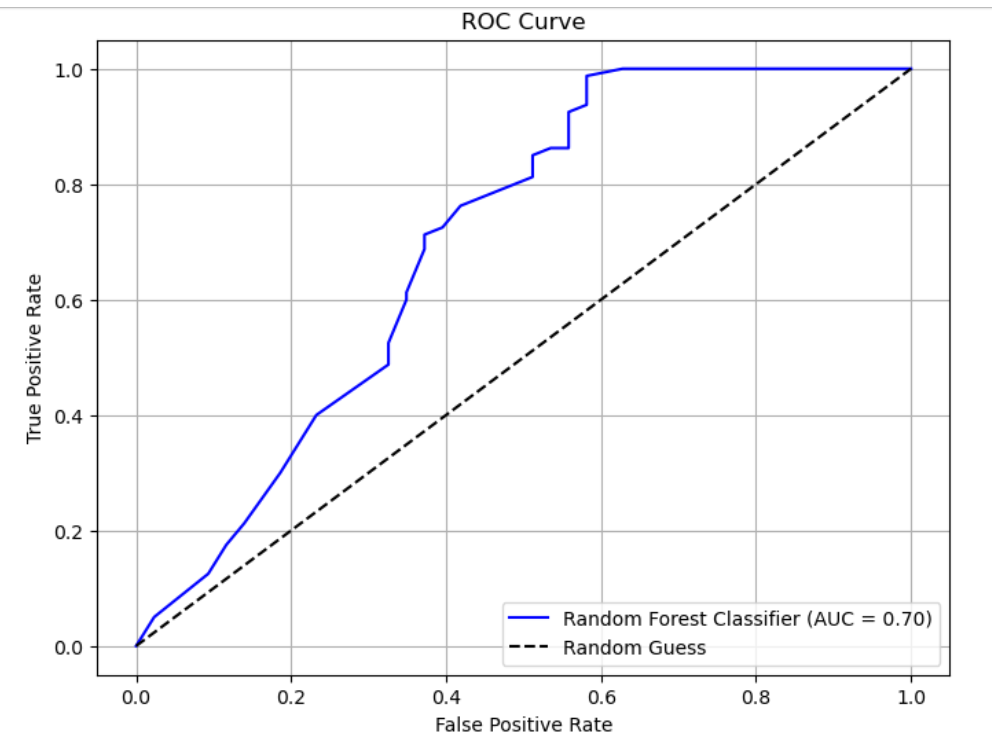 ROC Curve
True Positive Rate
1.0
0.8
0.6
0.4
0.2
0.0
Random Forest Classifier (AUC = 0.70)
Random Guess
0.0 0.2 0.4 0.6 0.8 1.0
False Positive Rate